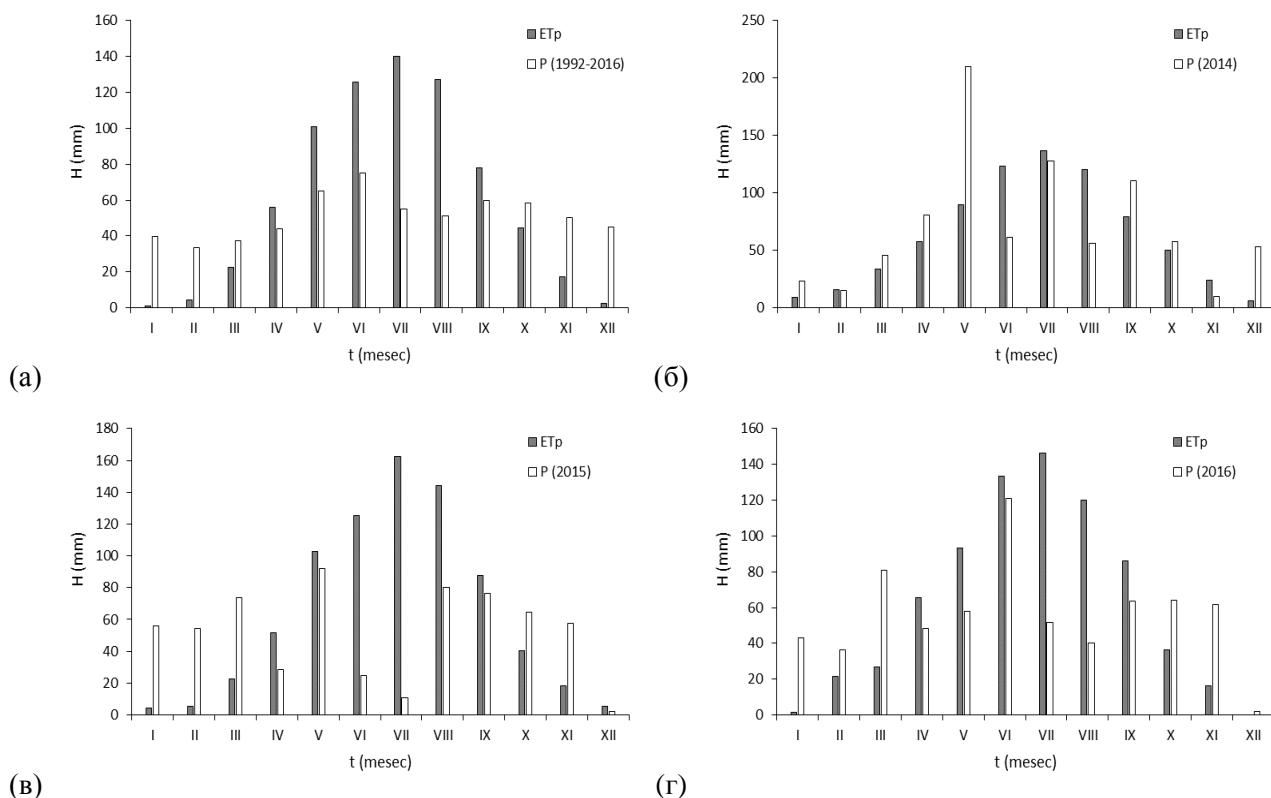 160
140
120
100
80
60
40
20
0
H (mm)
ETp
P (1992-2016)
I II III IV V VI VII VIII IX X XI XII
t (mesec)
(а)
250
200
150
100
50
0
H (mm)
ETp
P (2014)
I II III IV V VI VII VIII IX X XI XII
t (mesec)
(б)
180
160
140
120
100
80
60
40
20
0
H (mm)
ETp
P (2015)
I II III IV V VI VII VIII IX X XI XII
t (mesec)
(в)
160
140
120
100
80
60
40
20
0
H (mm)
ETp
P (2016)
I II III IV V VI VII VIII IX X XI XII
t (mesec)
(г)